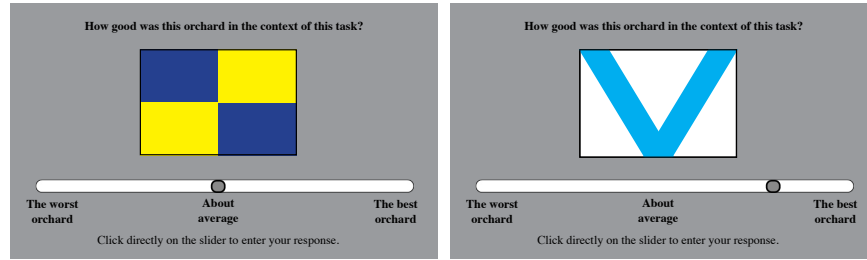 How good was this orchard in the context of this task?
The worst
orchard
About
average
The best
orchard
Click directly on the slider to enter your response.
How good was this orchard in the context of this task?
The worst
orchard
About
average
The best
orchard
Click directly on the slider to enter your response.